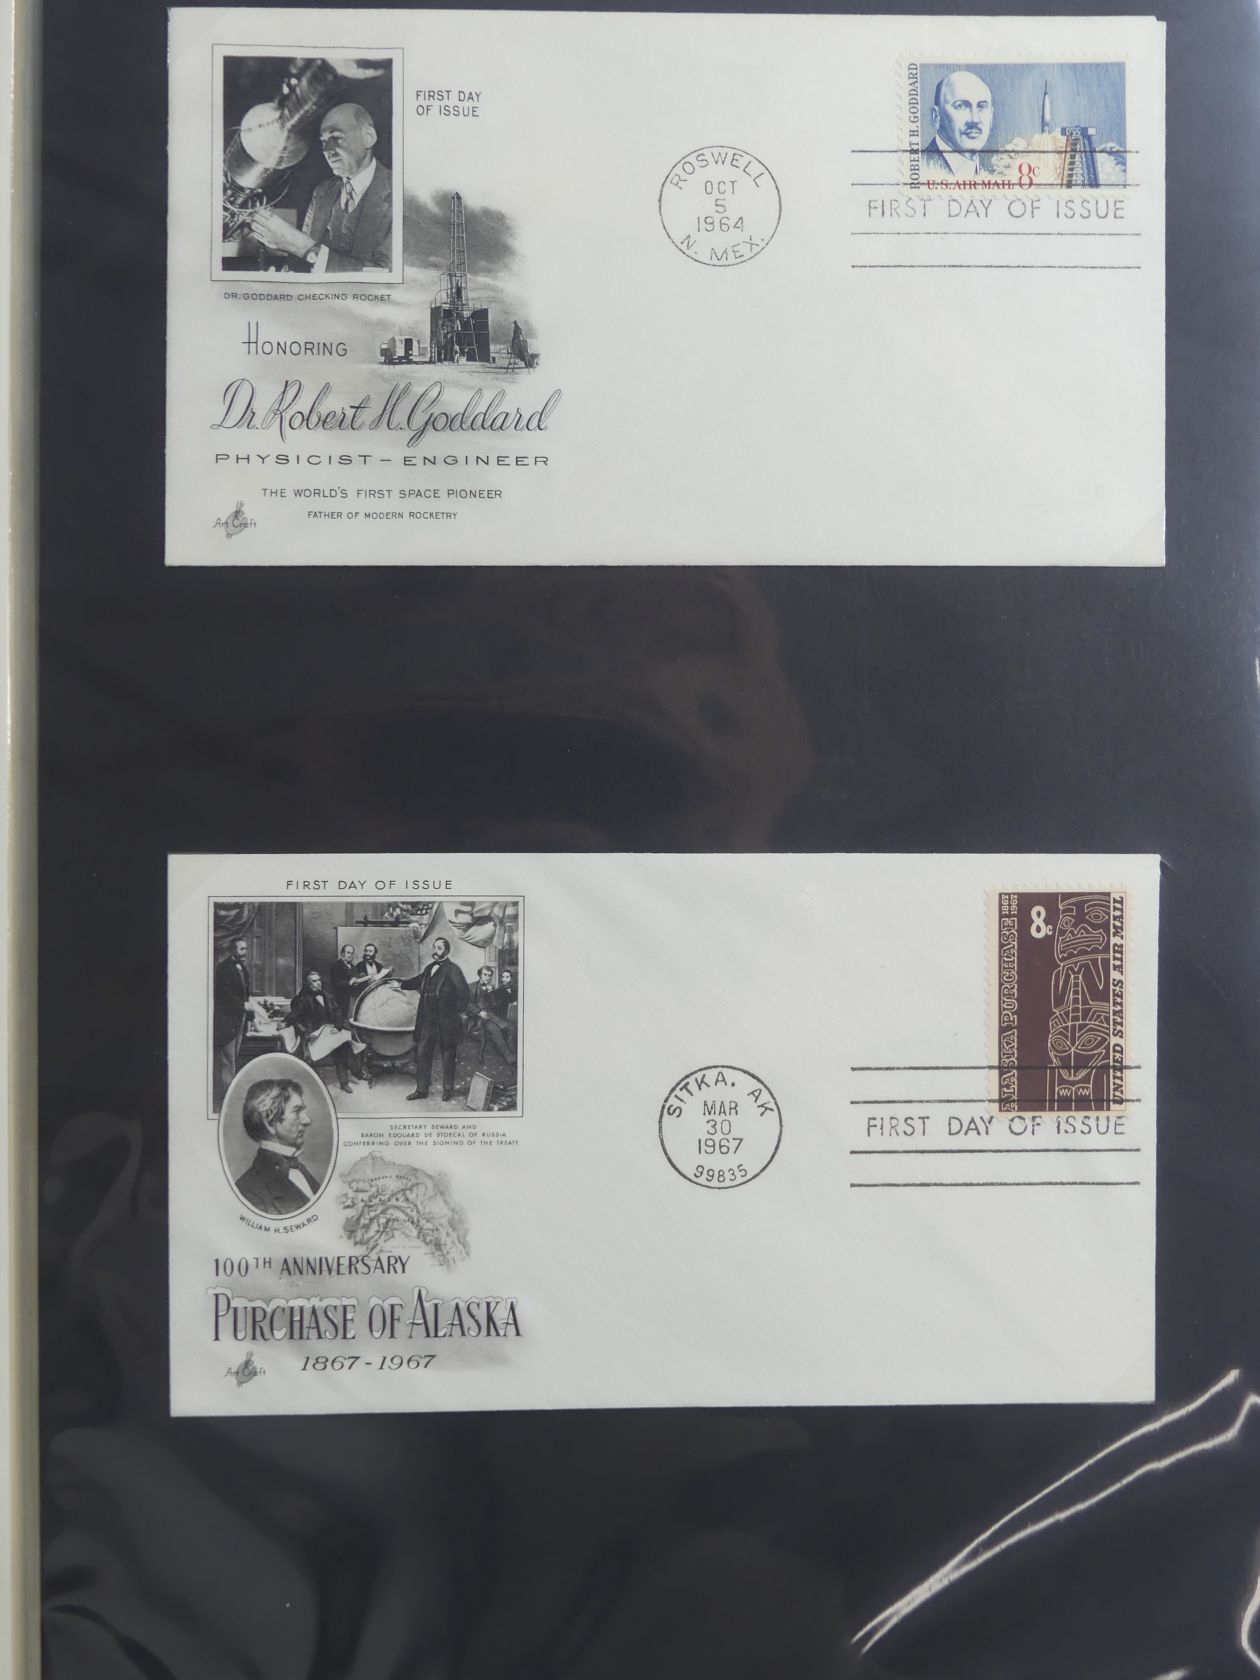 FIRST DAY
OF ISSUE
DR. GODDARD CHECKING ROCKET
HONORING
Dr. Robert H. Goddard
PHYSICIST - ENGINEER
THE WORLD'S FIRST SPACE PIONEER
FATHER OF MODERN ROCKETRY
Art Craft
ROSWELL
OCT
5
1964
N. MEX.
ROBERT H. GODDARD
U.S. AIR MAIL 8c
FIRST DAY OF ISSUE
FIRST DAY OF ISSUE
SECRETARY SEWARD AND
BARON EDOUARD DE STOECKL OF RUSSIA
CONFERRING OVER THE SIGNING OF THE TREATY
WILLIAM H. SEWARD
100TH ANNIVERSARY
PURCHASE OF ALASKA
1867-1967
Art Craft
SITKA, AK
MAR
30
1967
99835
ALASKA PURCHASE 1867 1967
8c
UNITED STATES AIR MAIL
FIRST DAY OF ISSUE